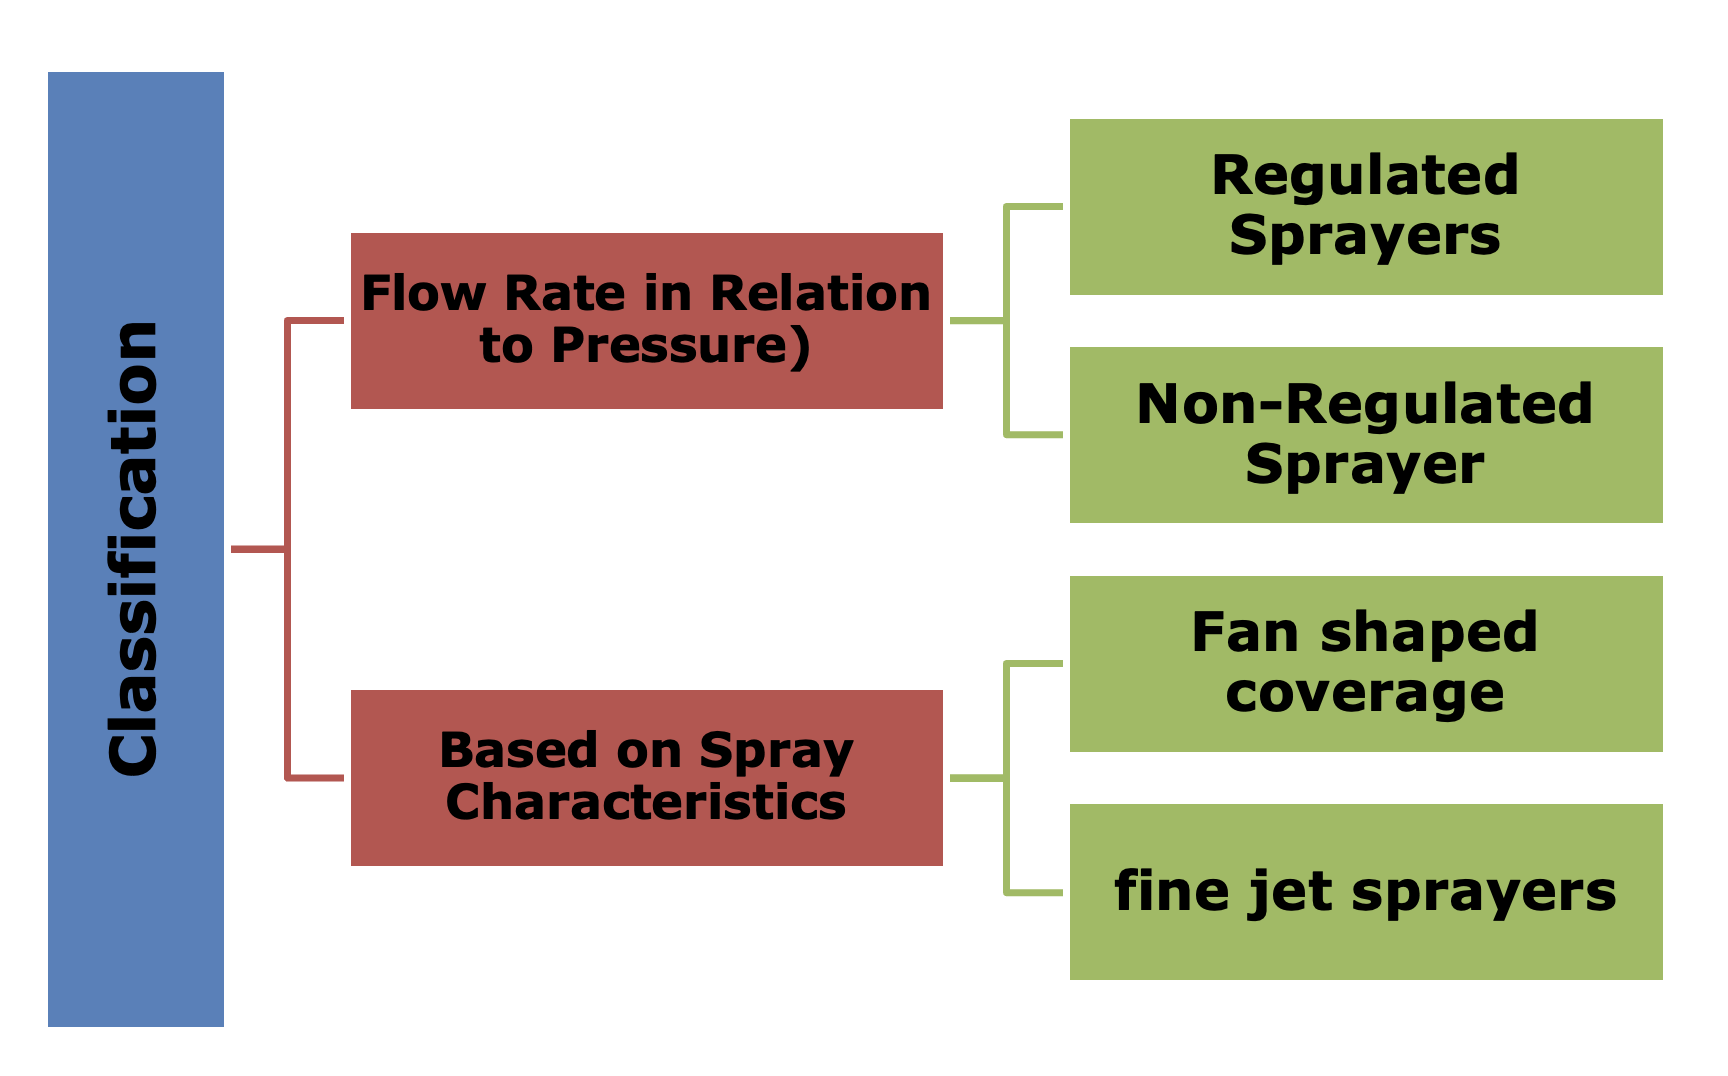 Classification
Flow Rate in Relation
to Pressure)
Regulated
Sprayers
Non-Regulated
Sprayer
Based on Spray
Characteristics
Fan shaped
coverage
fine jet sprayers